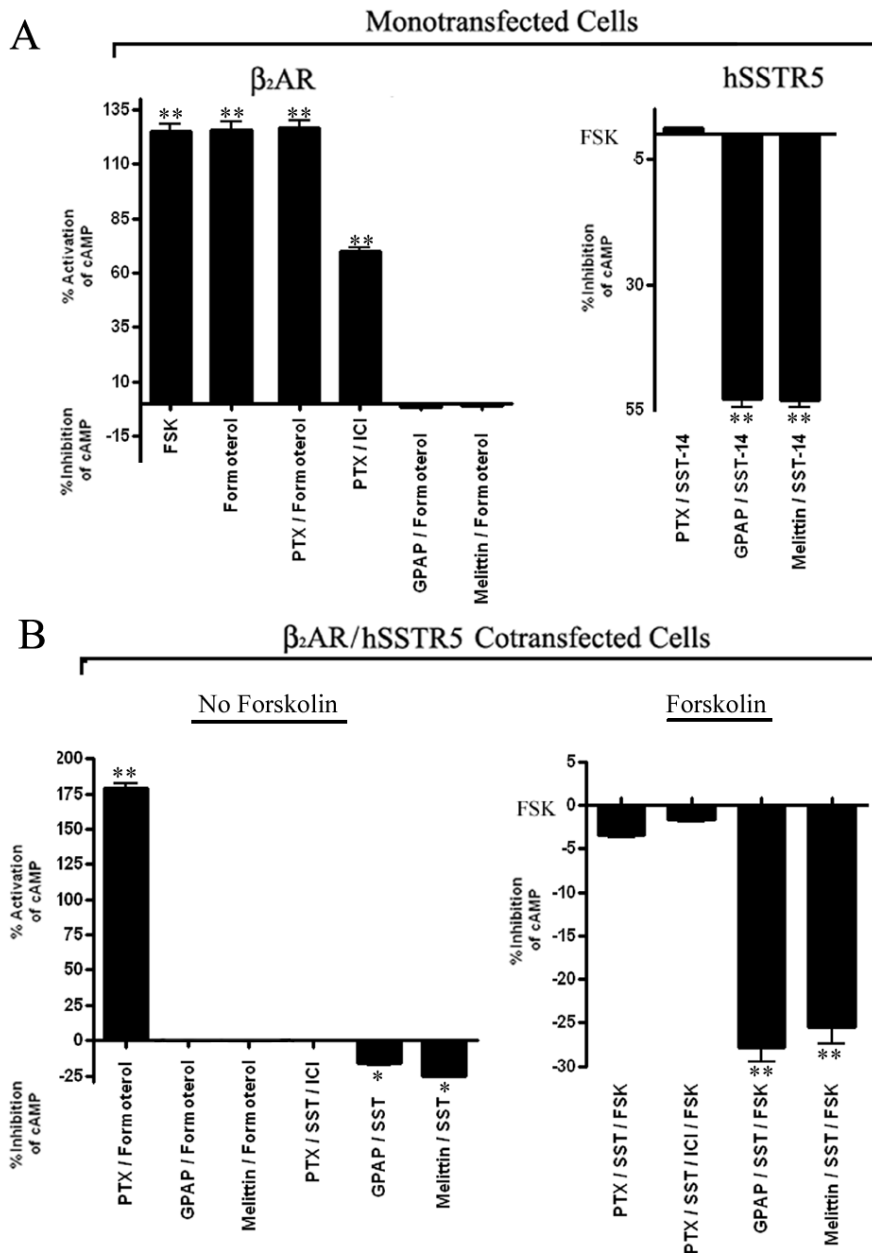 A
Monotransfected Cells
β₂AR
hSSTR5
% Activation
of cAMP
%Inhibition
of cAMP
135
110
85
60
35
10
-15
**
**
**
**
FSK
Formoterol
PTX / Formoterol
PTX / ICI
GPAP / Formoterol
Melittin / Formoterol
FSK
%Inhibition
of cAMP
-5
30
55
**
**
PTX / SST-14
GPAP / SST-14
Melittin / SST-14
B
β₂AR/hSSTR5 Cotransfected Cells
No Forskolin
Forskolin
% Activation
of cAMP
%Inhibition
of cAMP
200
175
150
125
100
75
50
25
0
-25
**
*
*
PTX / Formoterol
GPAP / Formoterol
Melittin / Formoterol
PTX / SST / ICI
GPAP / SST
Melittin / SST
FSK
%Inhibition
of cAMP
5
0
-5
-10
-15
-20
-25
-30
**
**
PTX / SST / FSK
PTX / SST / ICI / FSK
GPAP / SST / FSK
Melittin / SST / FSK